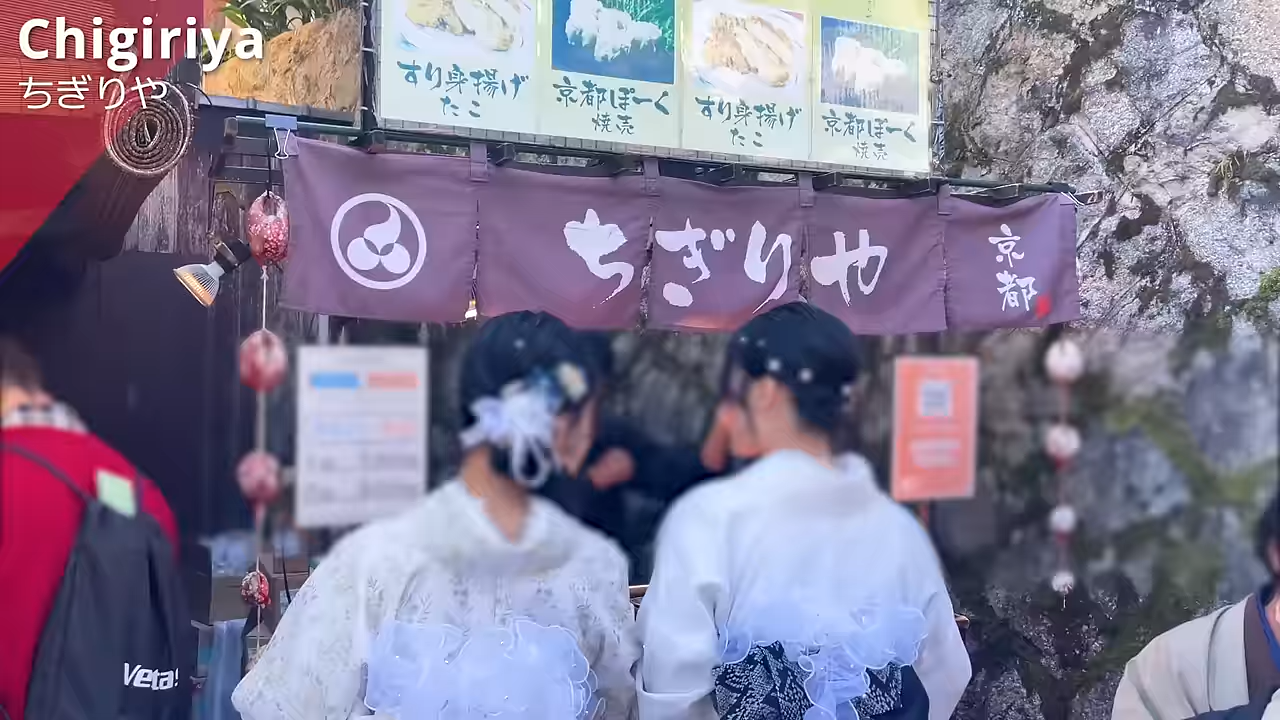 Chigiriya
ちぎりや
すり身揚げ
たこ
京都ぽーく
焼売
すり身揚げ
たこ
京都ぽーく
焼売
ちぎりや
京都